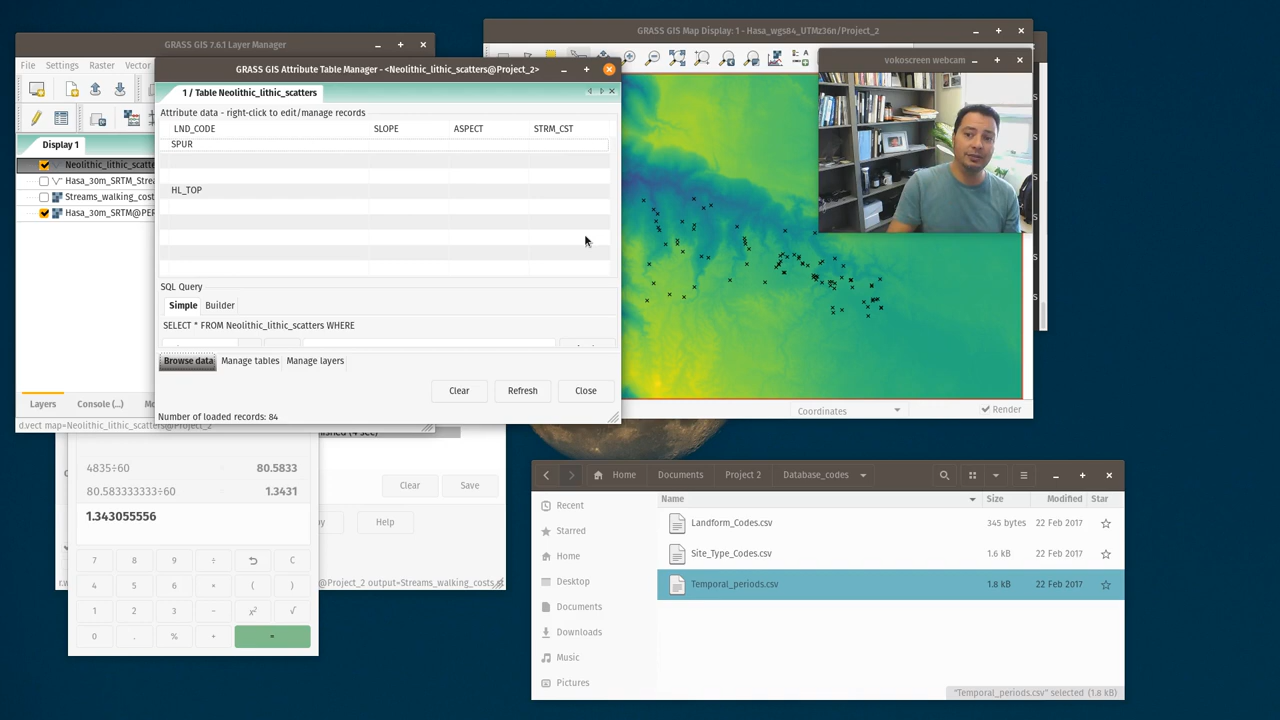 GRASS GIS 7.6.1 Layer Manager
File Settings Raster Vector
Display 1
Neolithic_lithic_scatte
Hasa_30m_SRTM_Strea
Streams_walking_cost
Hasa_30m_SRTM@PER
Layers Console (...)
d.vect map=Neolithic_lithic_scatters@Project_2
GRASS GIS Attribute Table Manager - <Neolithic_lithic_scatters@Project_2>
1 / Table Neolithic_lithic_scatters
Attribute data - right-click to edit/manage records
LND_CODE SLOPE ASPECT STRM_CST
SPUR
HL_TOP
SQL Query
Simple Builder
SELECT * FROM Neolithic_lithic_scatters WHERE
Browse data Manage tables Manage layers
Clear Refresh Close
Number of loaded records: 84
GRASS GIS Map Display: 1 - Hasa_wgs84_UTMz36n/Project_2
vokoscreen webcam
Coordinates Render
Clear Save
Help
@Project_2 output=Streams_walking_costs
4835÷60 80.5833
80.583333333÷60 1.3431
1.343055556
7 8 9 ÷ C
4 5 6 × ( )
1 2 3 − x² √
0 . % + =
Home Documents Project 2 Database_codes
Name Size Modified Star
Recent
Starred
Home
Desktop
Documents
Downloads
Music
Pictures
Landform_Codes.csv 345 bytes 22 Feb 2017
Site_Type_Codes.csv 1.6 kB 22 Feb 2017
Temporal_periods.csv 1.8 kB 22 Feb 2017
"Temporal_periods.csv" selected (1.8 kB)